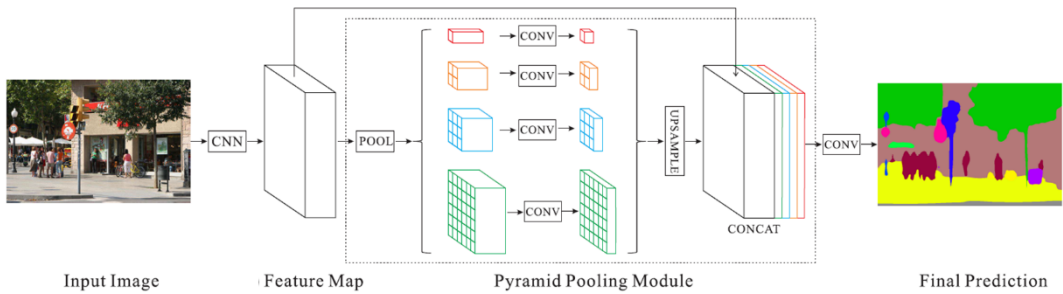 CNN
POOL
CONV
CONV
CONV
CONV
UPSAMPLE
CONCAT
CONV
Input Image
Feature Map
Pyramid Pooling Module
Final Prediction